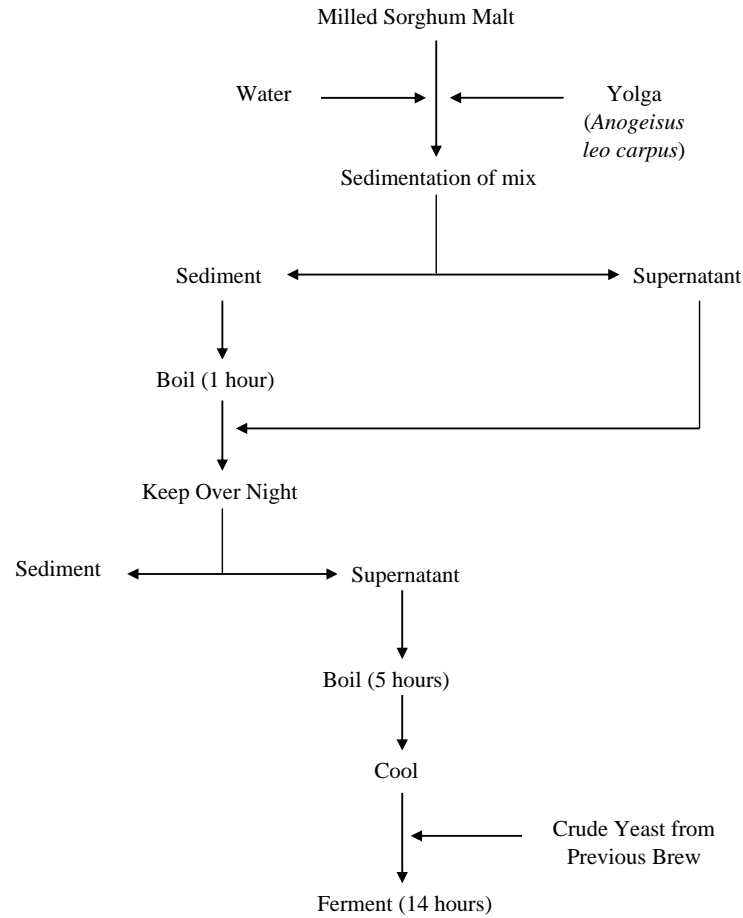 Milled Sorghum Malt
Water
Yolga
(Anogeisus
leo carpus)
Sedimentation of mix
Sediment
Supernatant
Boil (1 hour)
Keep Over Night
Sediment
Supernatant
Boil (5 hours)
Cool
Crude Yeast from
Previous Brew
Ferment (14 hours)